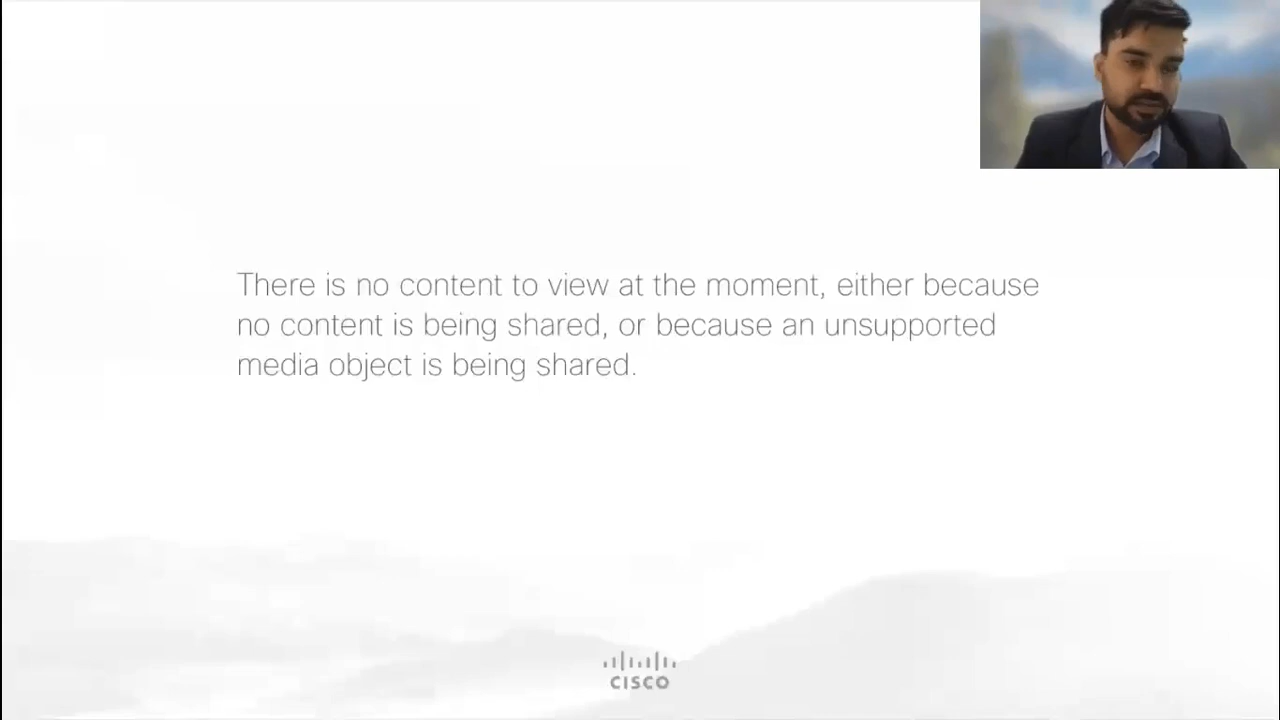 There is no content to view at the moment, either because
no content is being shared, or because an unsupported
media object is being shared.
CISCO